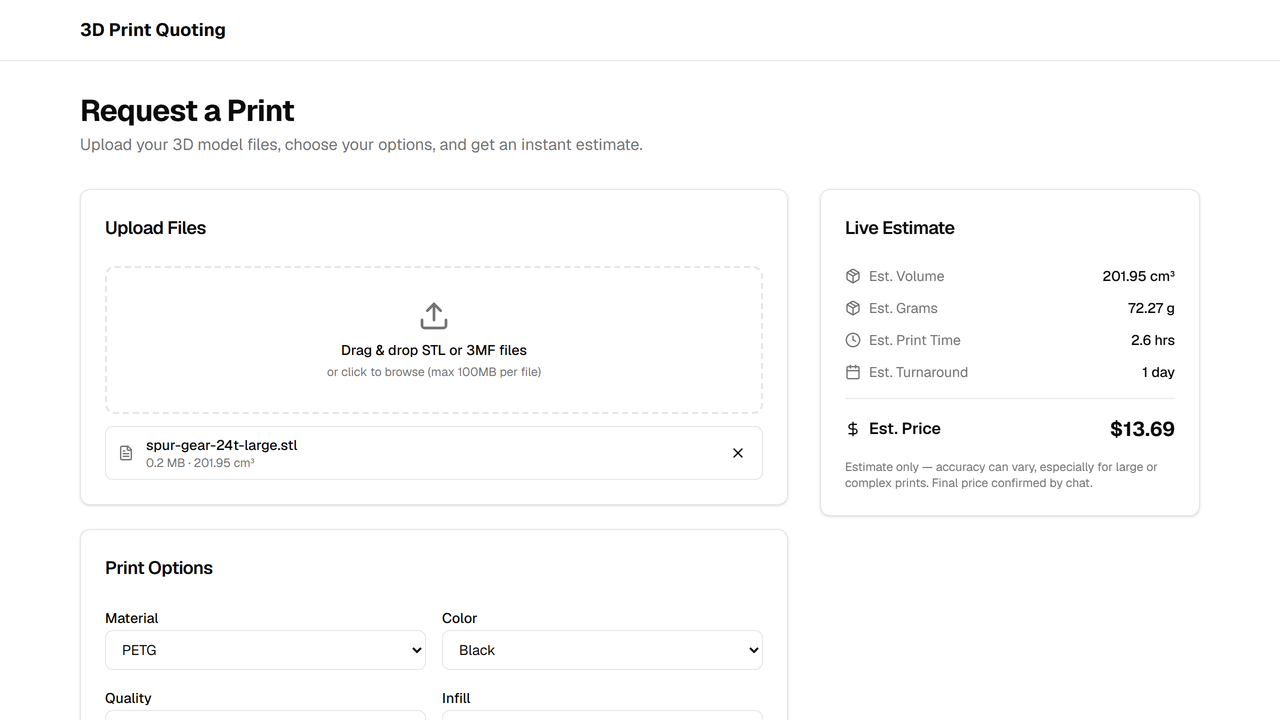 3D Print Quoting
Request a Print
Upload your 3D model files, choose your options, and get an instant estimate.
Upload Files
Drag & drop STL or 3MF files
or click to browse (max 100MB per file)
spur-gear-24t-large.stl
0.2 MB · 201.95 cm³
Print Options
Material
Color
PETG
Black
Quality
Infill
Live Estimate
Est. Volume 201.95 cm³
Est. Grams 72.27 g
Est. Print Time 2.6 hrs
Est. Turnaround 1 day
Est. Price $13.69
Estimate only — accuracy can vary, especially for large or
complex prints. Final price confirmed by chat.